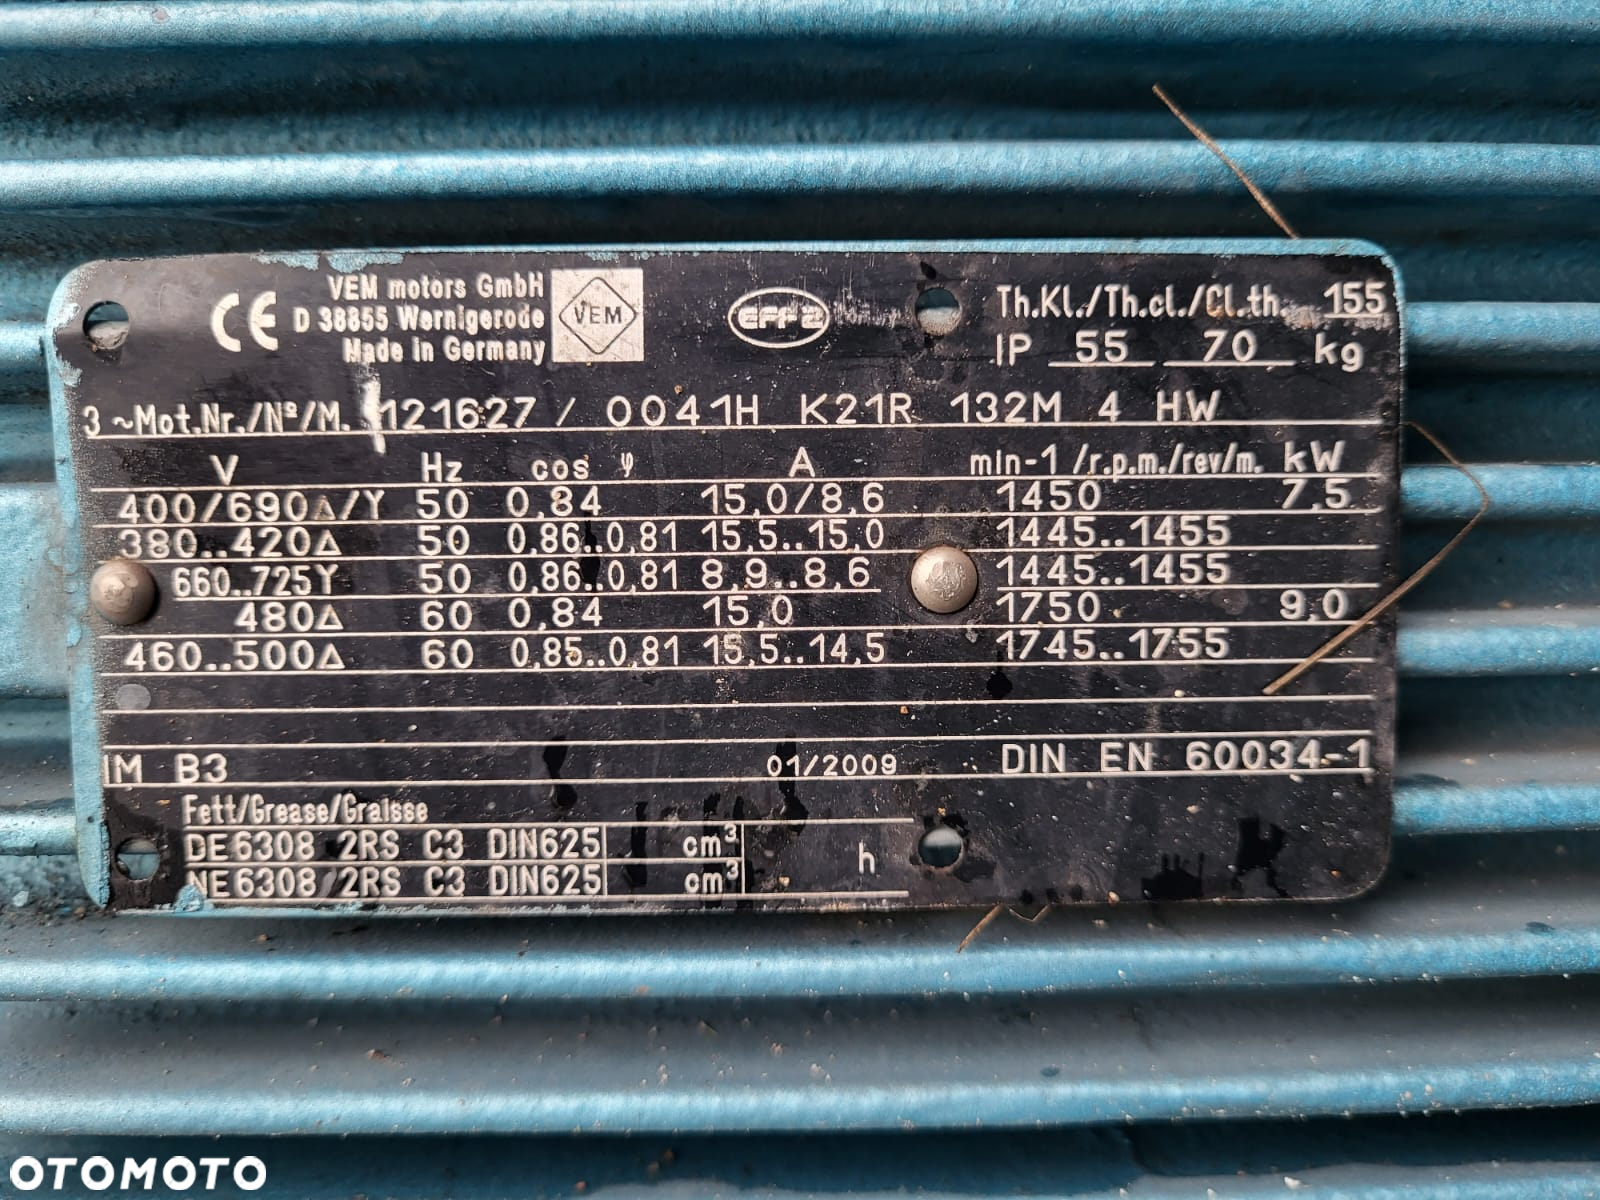 CE
VEM motors GmbH
D 38855 Wernigerode
Made in Germany
VEM
EFF2
Th.Kl./Th.cl./Cl.th. 155
IP 55 70 kg
3 ~Mot.Nr./Nº/M. 121627 / 0041H K21R 132M 4 HW
V Hz cos φ A min-1 /r.p.m./rev/m. kW
400/690Δ/Y 50 0,84 15,0/8,6 1450 7,5
380..420Δ 50 0,86..0,81 15,5..15,0 1445..1455
660..725Y 50 0,86..0,81 8,9..8,6 1445..1455
480Δ 60 0,84 15,0 1750 9,0
460..500Δ 60 0,85..0,81 15,5..14,5 1745..1755
IM B3 01/2009 DIN EN 60034-1
Fett/Grease/Graisse
DE 6308 2RS C3 DIN625 cm³
h
NE 6308 2RS C3 DIN625 cm³
OTOMOTO